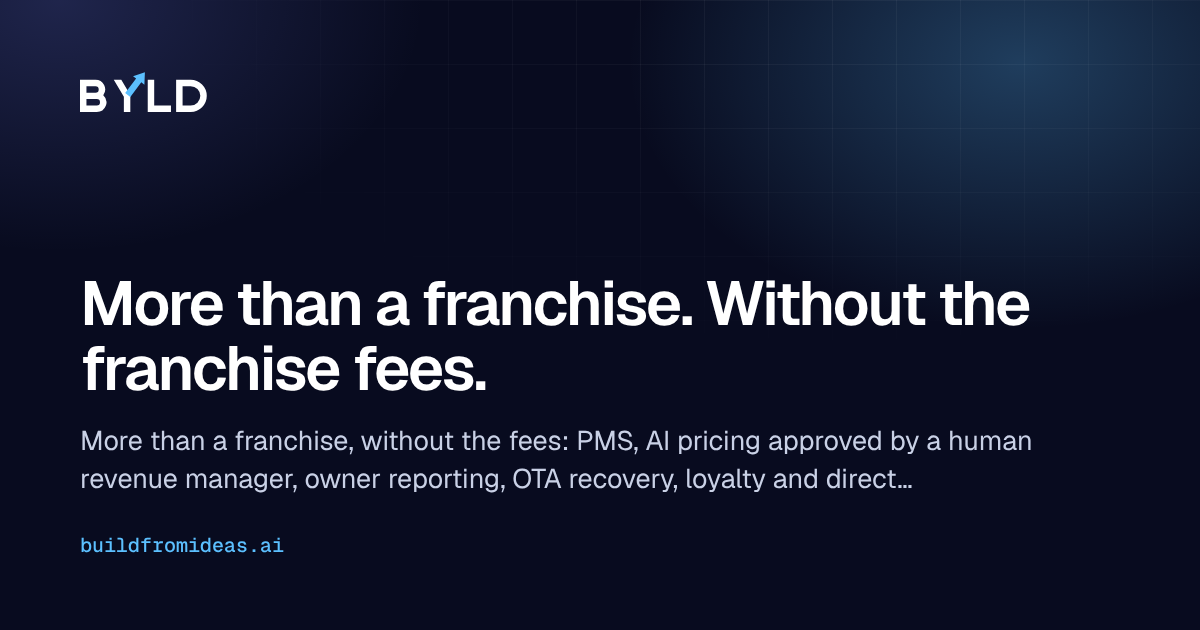 BYLD
More than a franchise. Without the
franchise fees.
More than a franchise, without the fees: PMS, AI pricing approved by a human
revenue manager, owner reporting, OTA recovery, loyalty and direct…
buildfromideas.ai